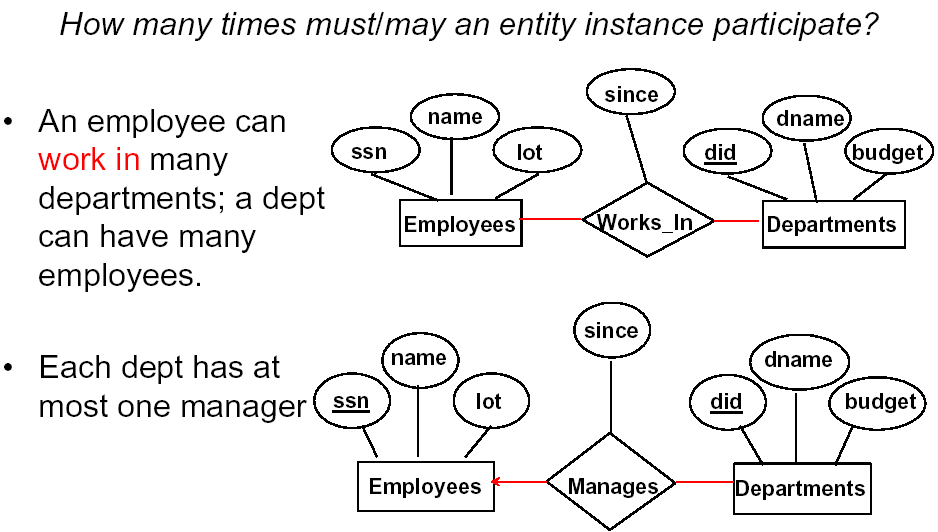 How many times must/may an entity instance participate?
• An employee can
work in many
departments; a dept
can have many
employees.
since
name
dname
ssn
lot
did
budget
Employees
Works_In
Departments
• Each dept has at
most one manager
since
name
dname
ssn
lot
did
budget
Employees
Manages
Departments